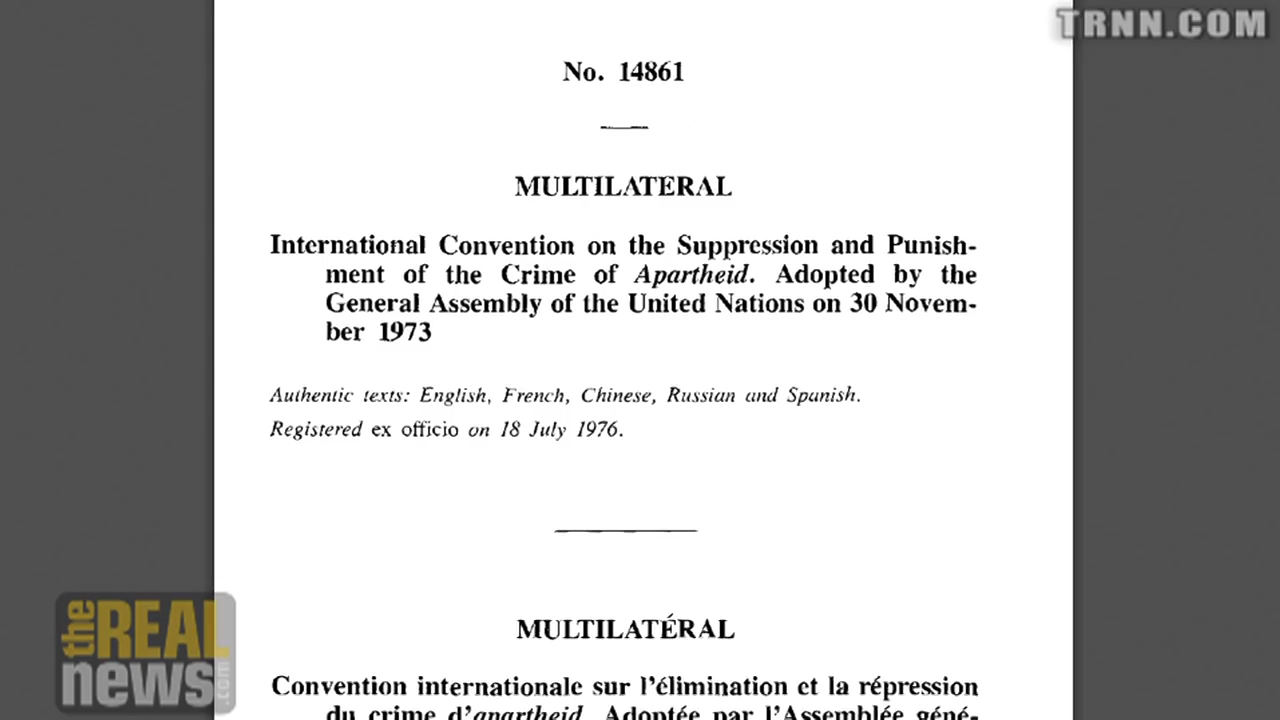 TRNN.COM
No. 14861
MULTILATERAL
International Convention on the Suppression and Punish-
ment of the Crime of Apartheid. Adopted by the
General Assembly of the United Nations on 30 Novem-
ber 1973
Authentic texts: English, French, Chinese, Russian and Spanish.
Registered ex officio on 18 July 1976.
MULTILATÉRAL
Convention internationale sur l'élimination et la répression
du crime d'apartheid. Adoptée par l'Assemblée géné-
the REAL
news.com